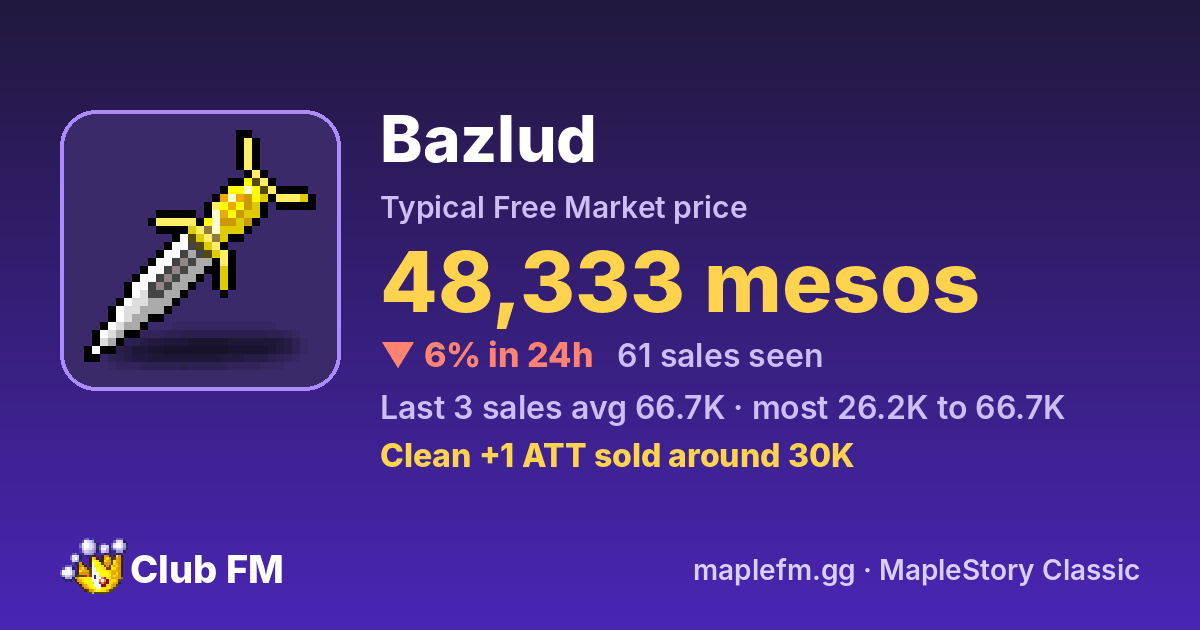 Bazlud
Typical Free Market price
48,333 mesos
▼ 6% in 24h 61 sales seen
Last 3 sales avg 66.7K · most 26.2K to 66.7K
Clean +1 ATT sold around 30K
Club FM
maplefm.gg · MapleStory Classic